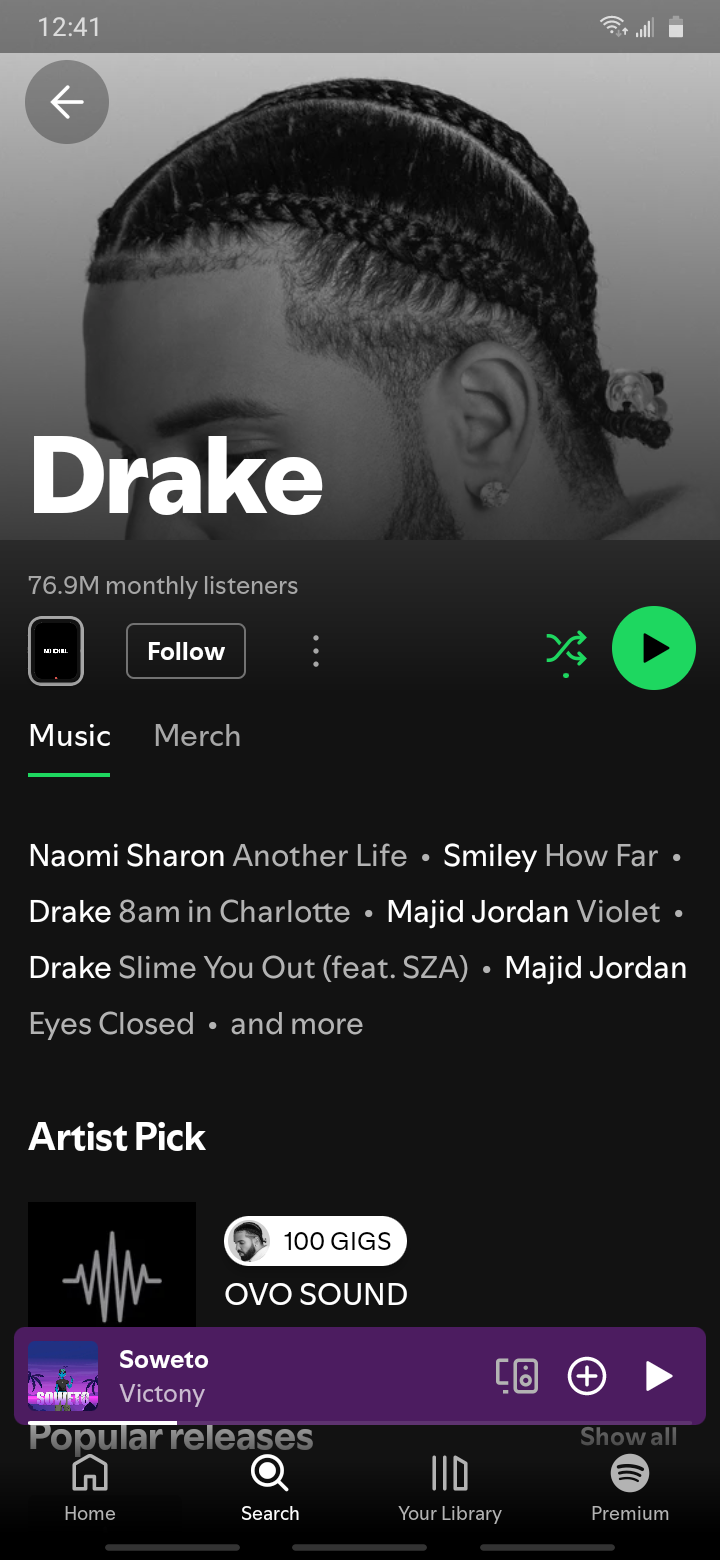 12:41
Drake
76.9M monthly listeners
Follow
Music Merch
Naomi Sharon Another Life • Smiley How Far •
Drake 8am in Charlotte • Majid Jordan Violet •
Drake Slime You Out (feat. SZA) • Majid Jordan
Eyes Closed • and more
Artist Pick
100 GIGS
OVO SOUND
SOWETO
Soweto
Victony
Popular releases Show all
Home Search Your Library Premium